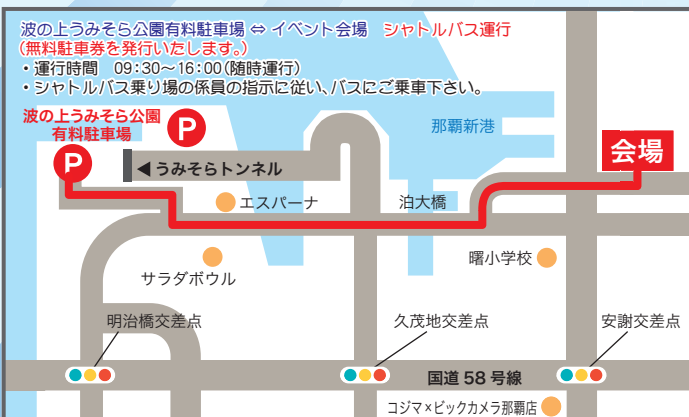 波の上うみそら公園有料駐車場 ⇔ イベント会場　シャトルバス運行
(無料駐車券を発行いたします。)
・運行時間　09:30～16:00(随時運行)
・シャトルバス乗り場の係員の指示に従い、バスにご乗車下さい。
波の上うみそら公園
有料駐車場
P
P
那覇新港
会場
◀うみそらトンネル
エスパーナ
泊大橋
サラダボウル
曙小学校
明治橋交差点
久茂地交差点
安謝交差点
国道 58 号線
コジマ×ビックカメラ那覇店